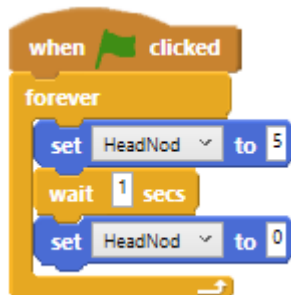 when clicked
forever
set HeadNod to 5
wait 1 secs
set HeadNod to 0